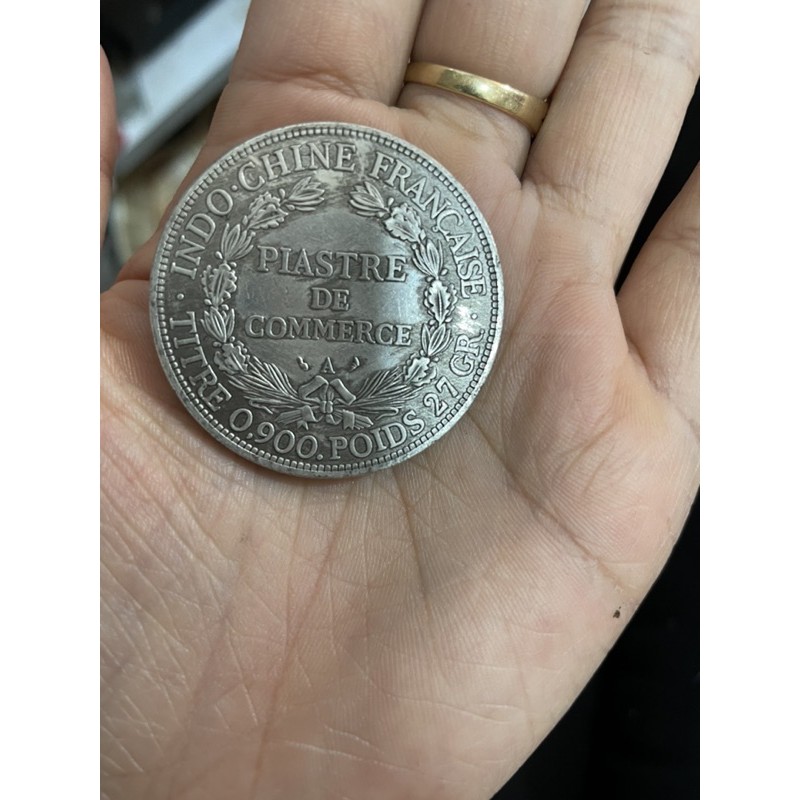 INDO·CHINE FRANÇAISE
PIASTRE
DE
COMMERCE
A
TITRE 0,900. POIDS 27 GR.